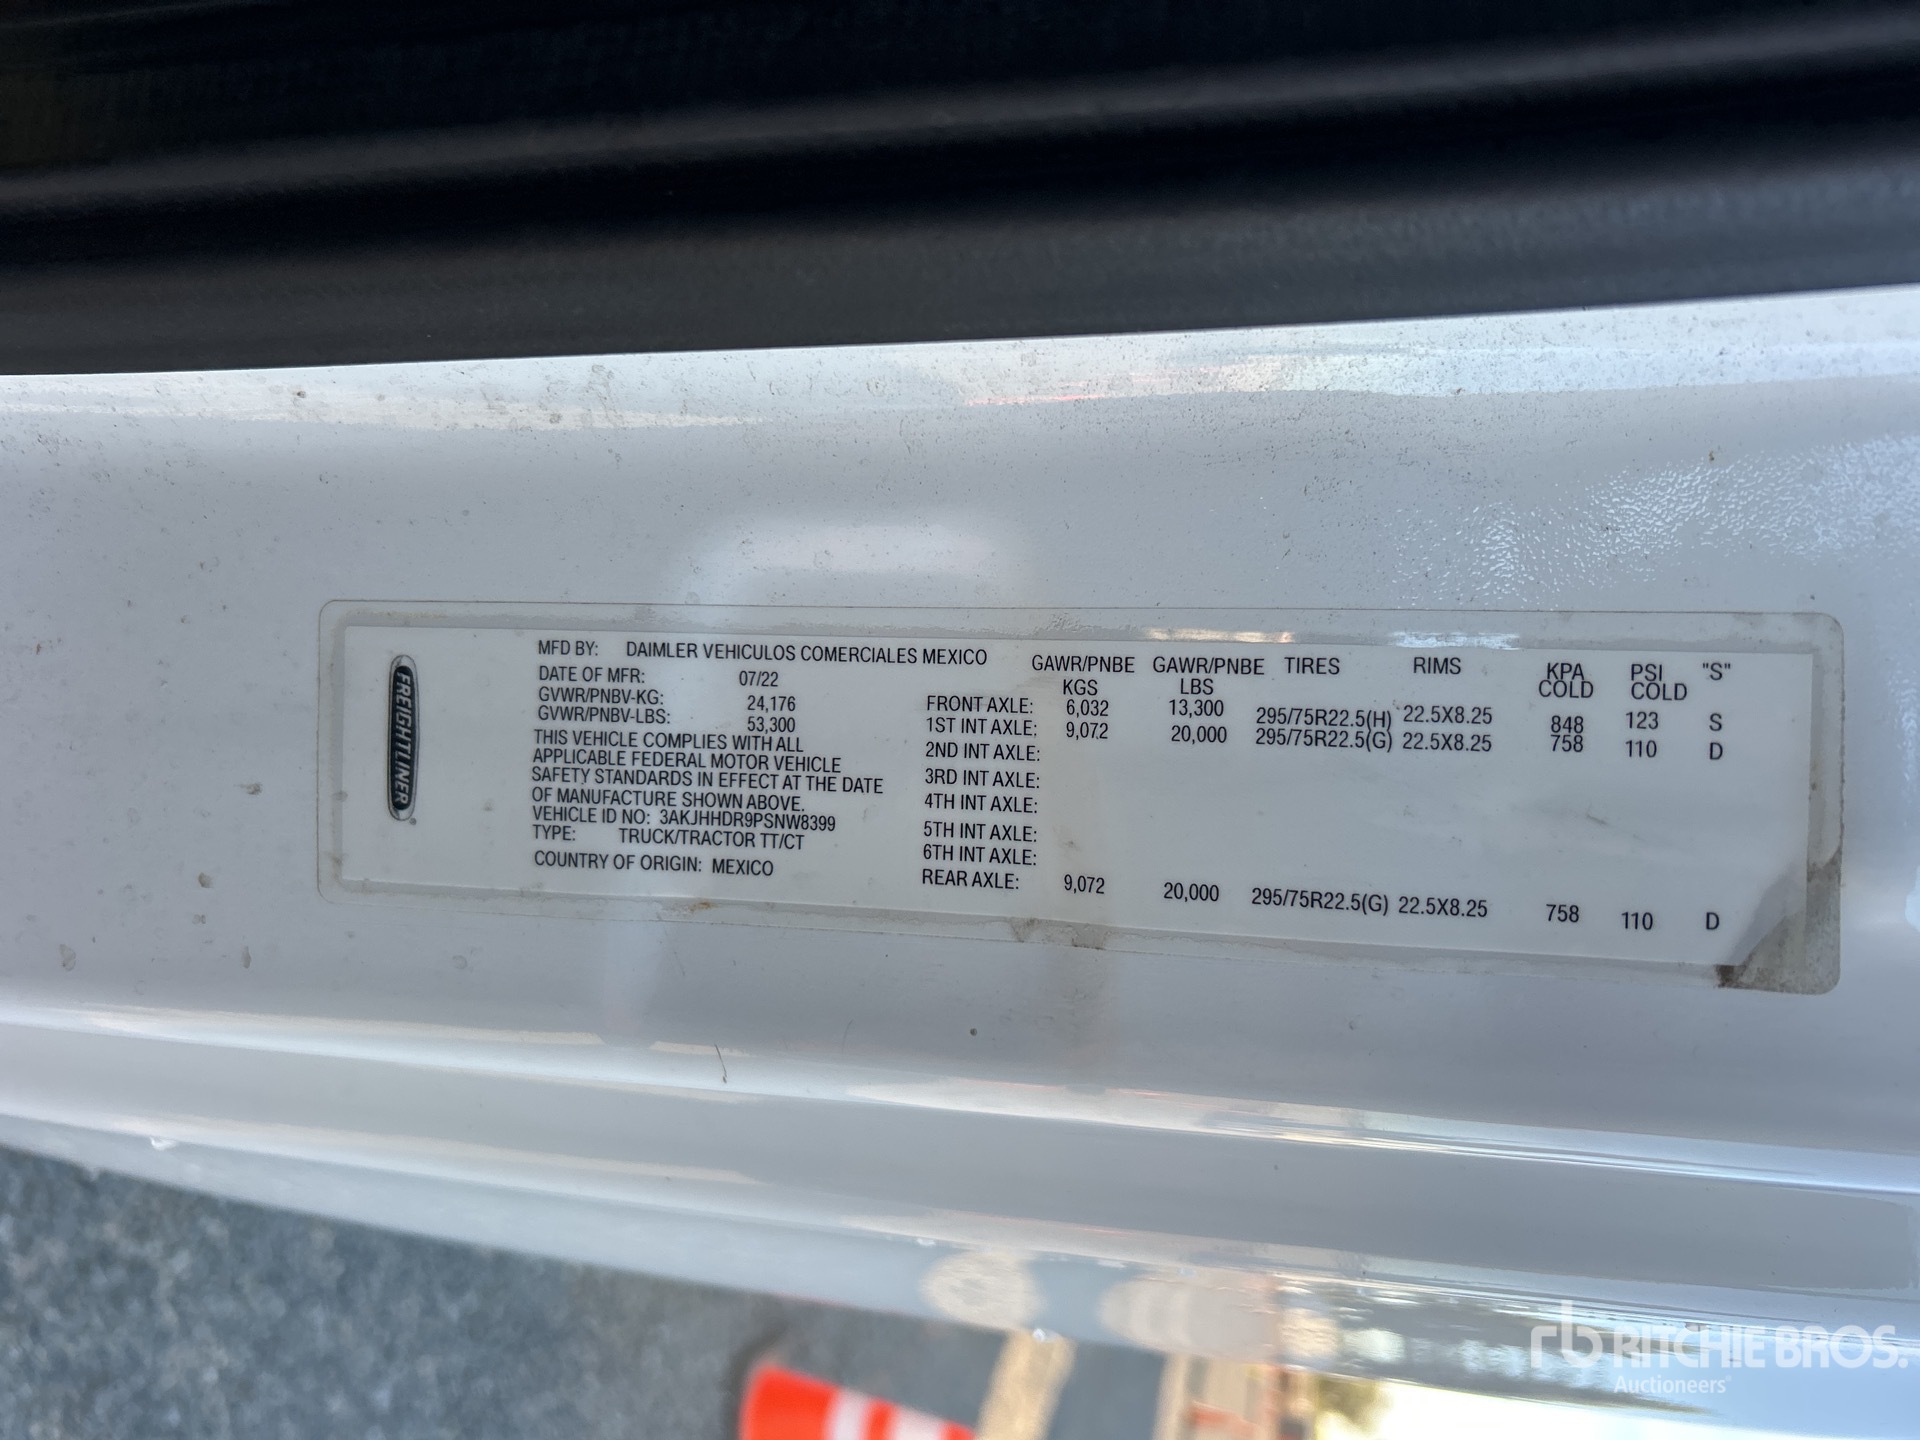 FREIGHTLINER
MFD BY: DAIMLER VEHICULOS COMERCIALES MEXICO
DATE OF MFR: 07/22
GVWR/PNBV-KG: 24,176
GVWR/PNBV-LBS: 53,300
THIS VEHICLE COMPLIES WITH ALL
APPLICABLE FEDERAL MOTOR VEHICLE
SAFETY STANDARDS IN EFFECT AT THE DATE
OF MANUFACTURE SHOWN ABOVE.
VEHICLE ID NO: 3AKJHHDR9PSNW8399
TYPE: TRUCK/TRACTOR TT/CT
COUNTRY OF ORIGIN: MEXICO
GAWR/PNBE GAWR/PNBE TIRES RIMS KPA PSI "S"
KGS LBS COLD COLD
FRONT AXLE: 6,032 13,300 295/75R22.5(H) 22.5X8.25 848 123 S
1ST INT AXLE: 9,072 20,000 295/75R22.5(G) 22.5X8.25 758 110 D
2ND INT AXLE:
3RD INT AXLE:
4TH INT AXLE:
5TH INT AXLE:
6TH INT AXLE:
REAR AXLE: 9,072 20,000 295/75R22.5(G) 22.5X8.25 758 110 D
rb RITCHIE BROS.
Auctioneers